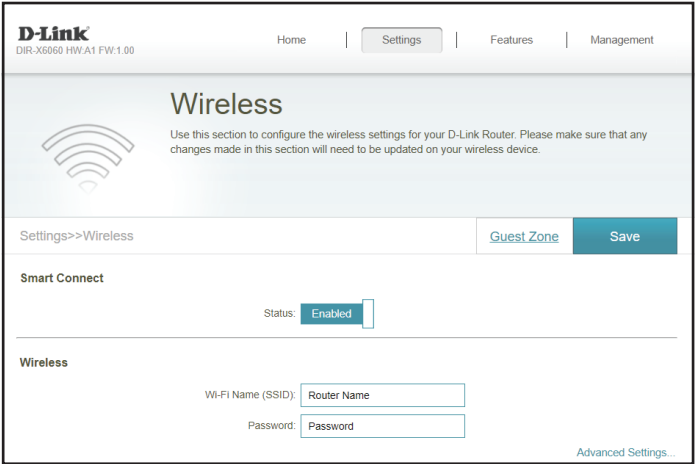 D-Link
DIR-X6060 HW:A1 FW:1.00
Home | Settings | Features | Management
Wireless
Use this section to configure the wireless settings for your D-Link Router. Please make sure that any
changes made in this section will need to be updated on your wireless device.
Settings>>Wireless
Guest Zone
Save
Smart Connect
Status: Enabled
Wireless
Wi-Fi Name (SSID): Router Name
Password: Password
Advanced Settings...